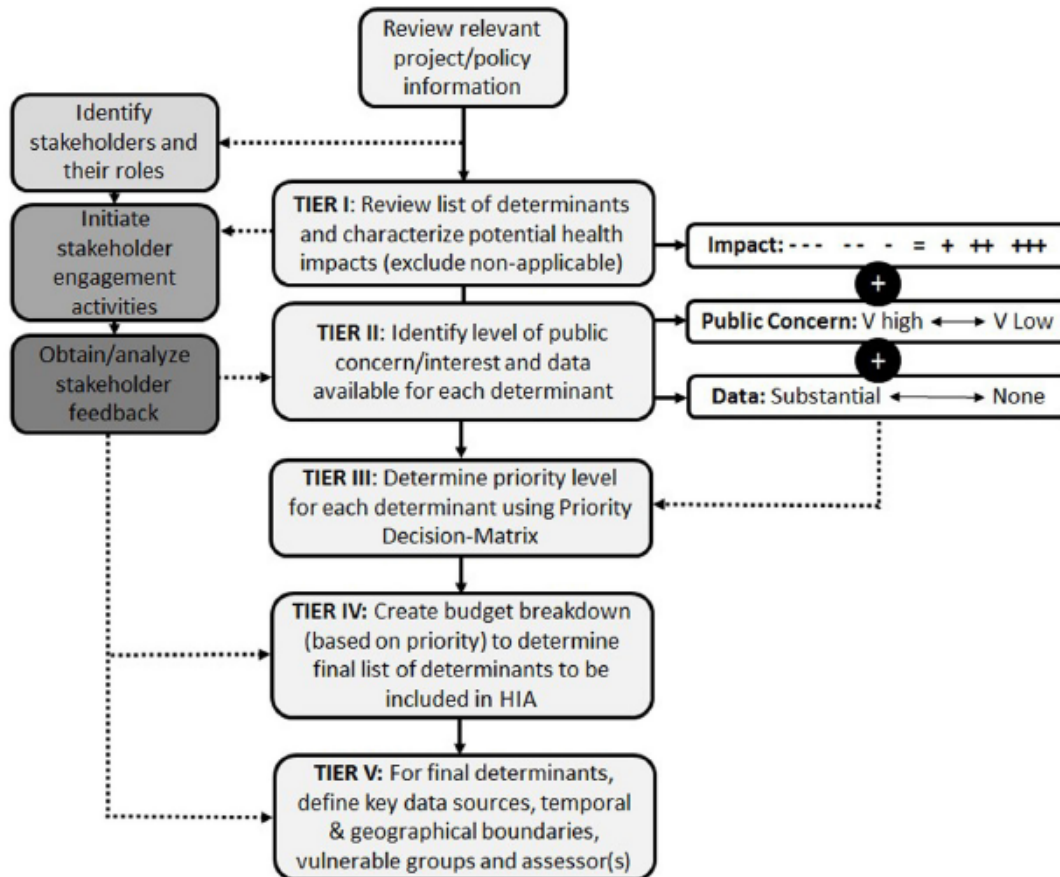 Review relevant
project/policy
information
Identify
stakeholders and
their roles
Initiate
stakeholder
engagement
activities
Obtain/analyze
stakeholder
feedback
TIER I: Review list of determinants
and characterize potential health
impacts (exclude non-applicable)
Impact: - - -  - -  -  =  +  ++  +++
+
TIER II: Identify level of public
concern/interest and data
available for each determinant
Public Concern: V high ⟷ V Low
+
Data: Substantial ⟷ None
TIER III: Determine priority level
for each determinant using Priority
Decision-Matrix
TIER IV: Create budget breakdown
(based on priority) to determine
final list of determinants to be
included in HIA
TIER V: For final determinants,
define key data sources, temporal
& geographical boundaries,
vulnerable groups and assessor(s)